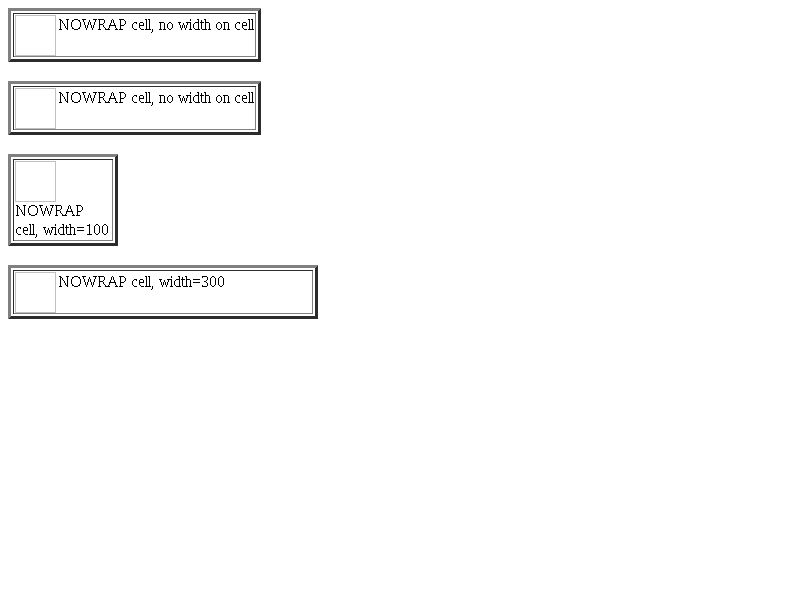 NOWRAP cell, no width on cell
NOWRAP cell, no width on cell
NOWRAP
cell, width=100
NOWRAP cell, width=300